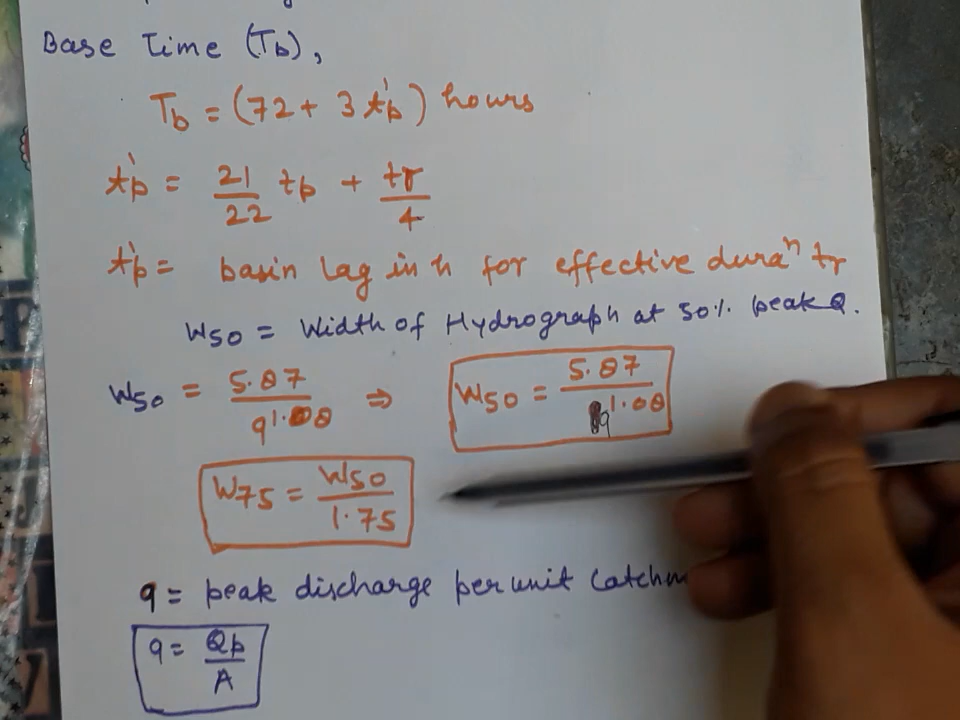 Base Time (Tb),
Tb = (72 + 3 t'p) hours
t'p = 21/22 tp + tr/4
t'p = basin lag in h for effective duraⁿ tr
W50 = Width of Hydrograph at 50% peak Q.
W50 = 5.87/q^1.08 ⇒ W50 = 5.87/q^1.08
W75 = W50/1.75
q = peak discharge per unit
q = Qp/A